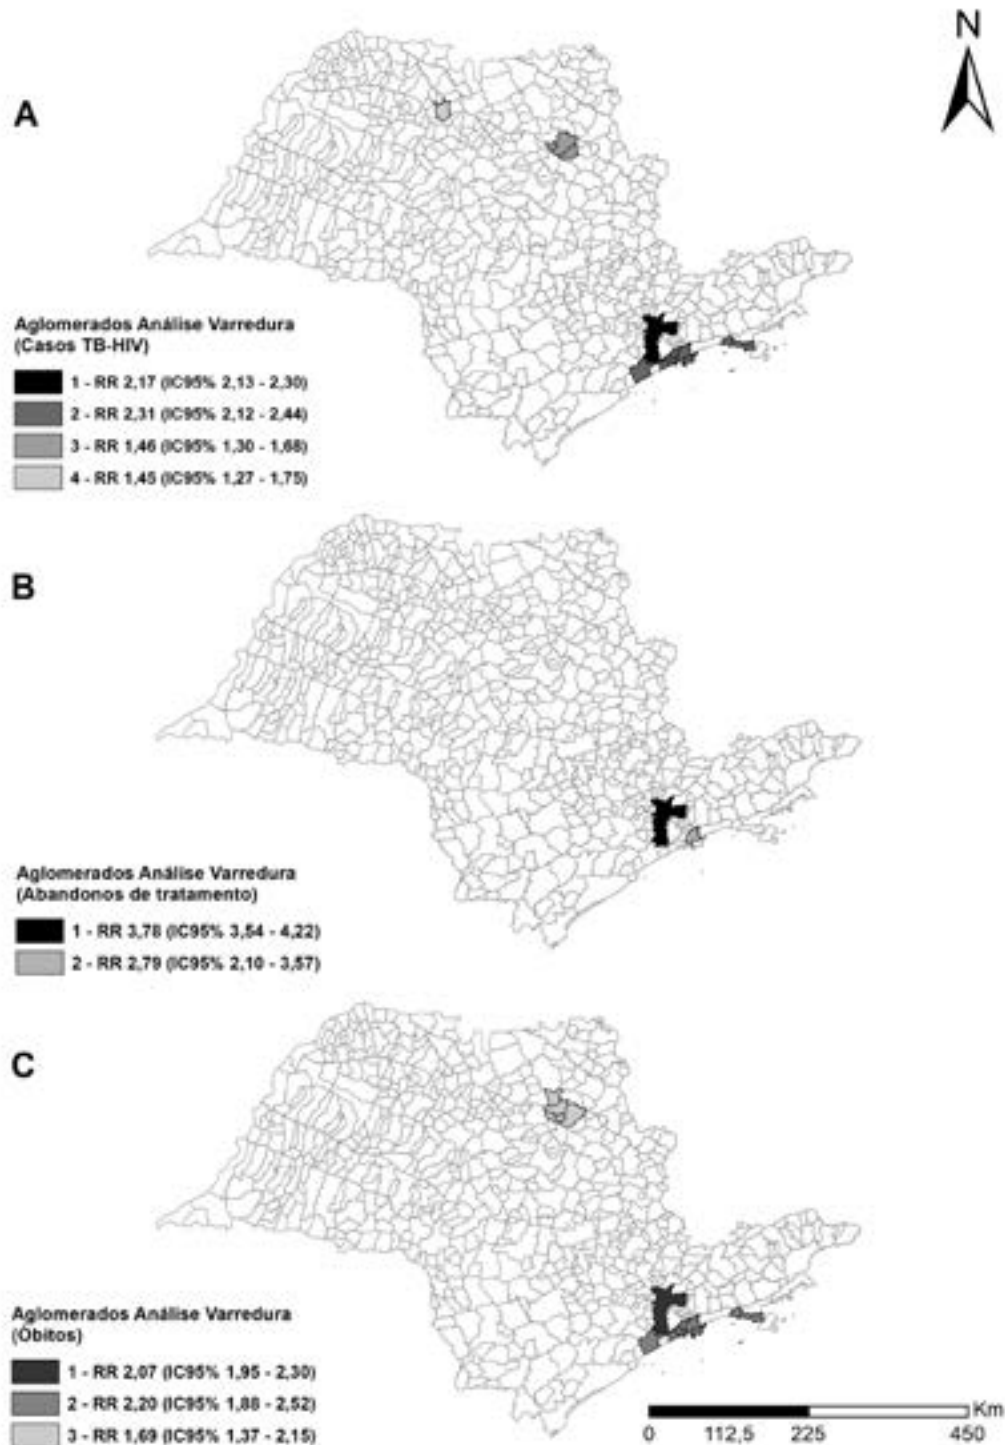 N
A
Aglomerados Análise Varredura
(Casos TB-HIV)
1 - RR 2,17 (IC95% 2,13 - 2,30)
2 - RR 2,31 (IC95% 2,12 - 2,44)
3 - RR 1,46 (IC95% 1,30 - 1,68)
4 - RR 1,45 (IC95% 1,27 - 1,75)
B
Aglomerados Análise Varredura
(Abandonos de tratamento)
1 - RR 3,78 (IC95% 3,54 - 4,22)
2 - RR 2,79 (IC95% 2,10 - 3,57)
C
Aglomerados Análise Varredura
(Óbitos)
1 - RR 2,07 (IC95% 1,95 - 2,30)
2 - RR 2,20 (IC95% 1,88 - 2,52)
3 - RR 1,69 (IC95% 1,37 - 2,15)
Km
0 112,5 225 450